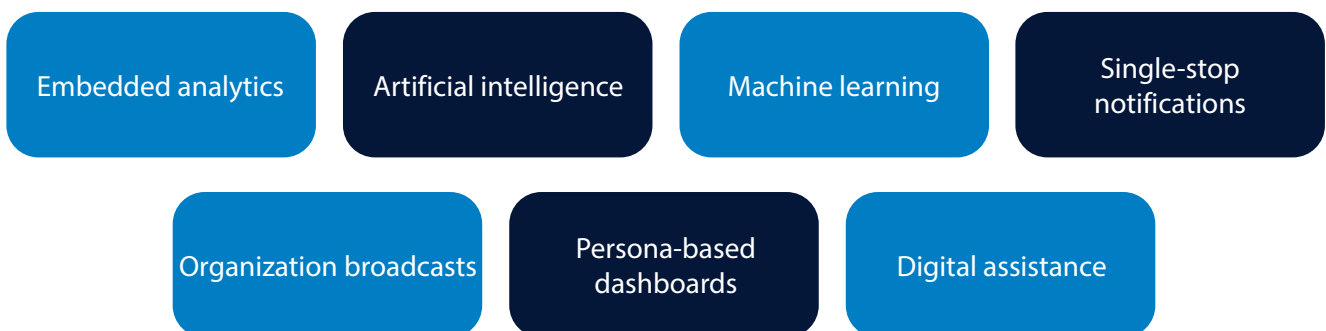 Embedded analytics
Artificial intelligence
Machine learning
Single-stop
notifications
Organization broadcasts
Persona-based
dashboards
Digital assistance